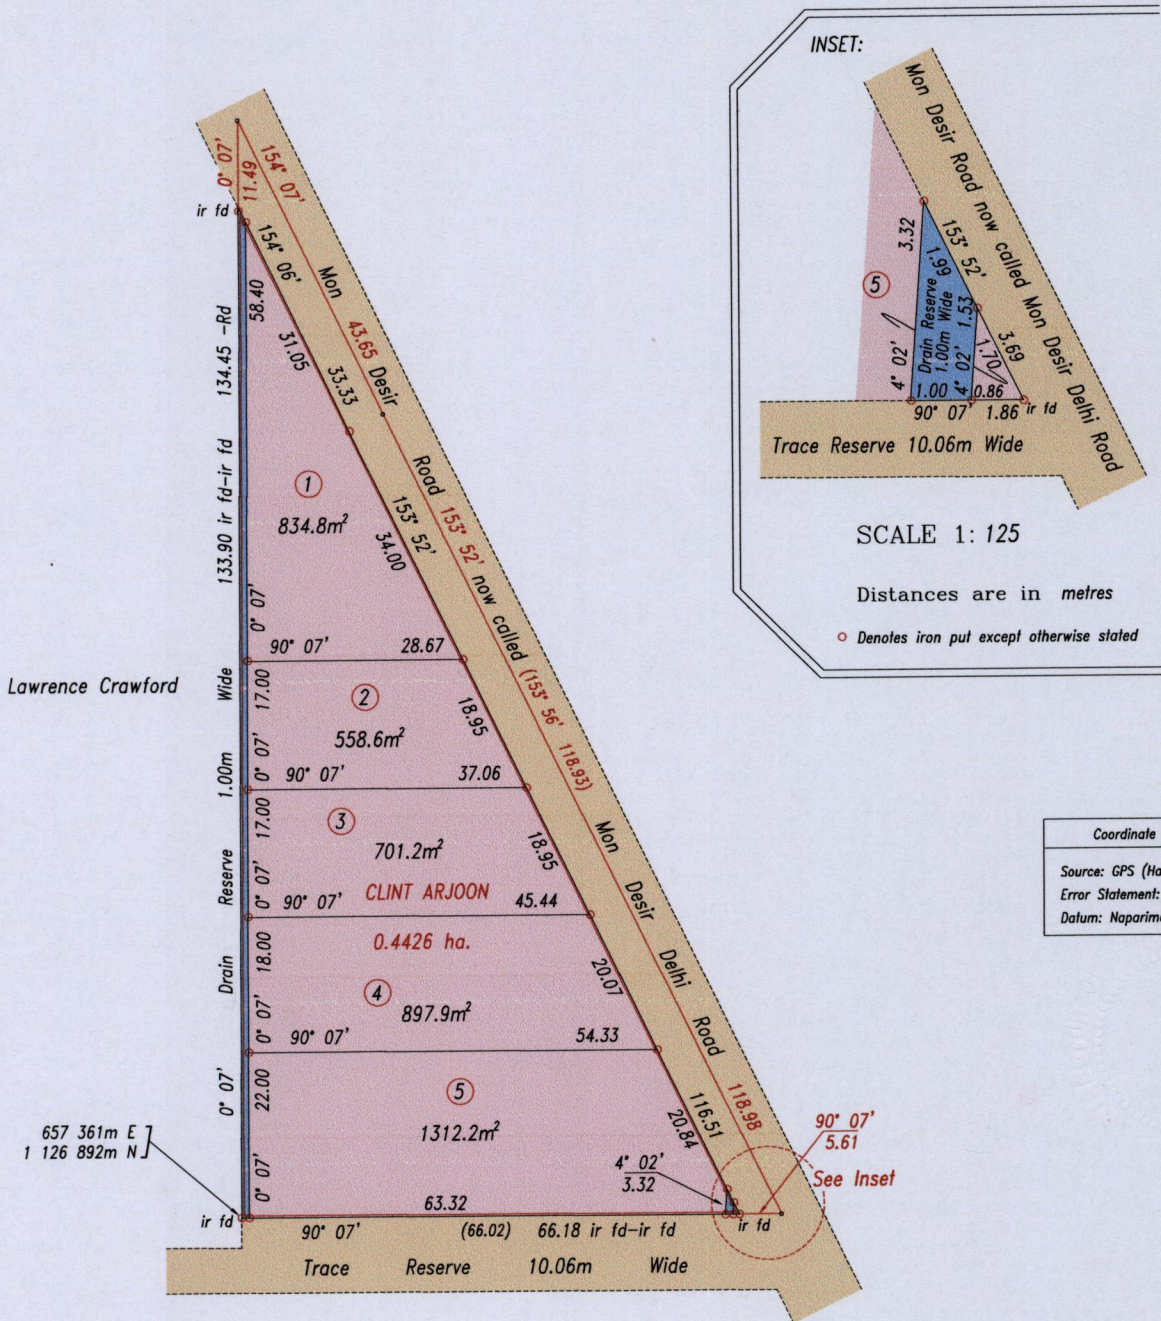 INSET:
Mon Desir Road now called Mon Desir Delhi Road
153° 52'
3.32
1.99
3.69
5
Drain Reserve
1.00m Wide
1.53
1.70
4° 02'
4° 02'
1.00
0.86
90° 07'
1.86
ir fd
Trace Reserve 10.06m Wide
SCALE 1: 125
Distances are in metres
Denotes iron put except otherwise stated
0° 07'
11.49
154° 07'
ir fd
154° 06'
58.40
31.05
33.33
Mon
43.65
Desir
Road
153° 52'
now called
(153° 56' 118.93)
Mon
Desir
Delhi
Road
118.98
153° 52'
34.00
134.45 -Rd
133.90 ir fd-ir fd
1
834.8m²
0° 07'
90° 07'
28.67
Lawrence Crawford
Wide
17.00
2
558.6m²
18.95
0° 07'
90° 07'
37.06
1.00m
17.00
3
701.2m²
18.95
Reserve
0° 07'
90° 07'
CLINT ARJOON
45.44
0.4426 ha.
18.00
Drain
4
897.9m²
20.07
0° 07'
90° 07'
54.33
0° 07'
22.00
5
1312.2m²
116.51
20.84
0° 07'
657 361m E
1 126 892m N
4° 02'
3.32
90° 07'
5.61
See Inset
63.32
ir fd
90° 07'
(66.02)
66.18 ir fd-ir fd
ir fd
Trace Reserve 10.06m Wide
Coordinate
Source: GPS (Ha
Error Statement:
Datum: Naparim